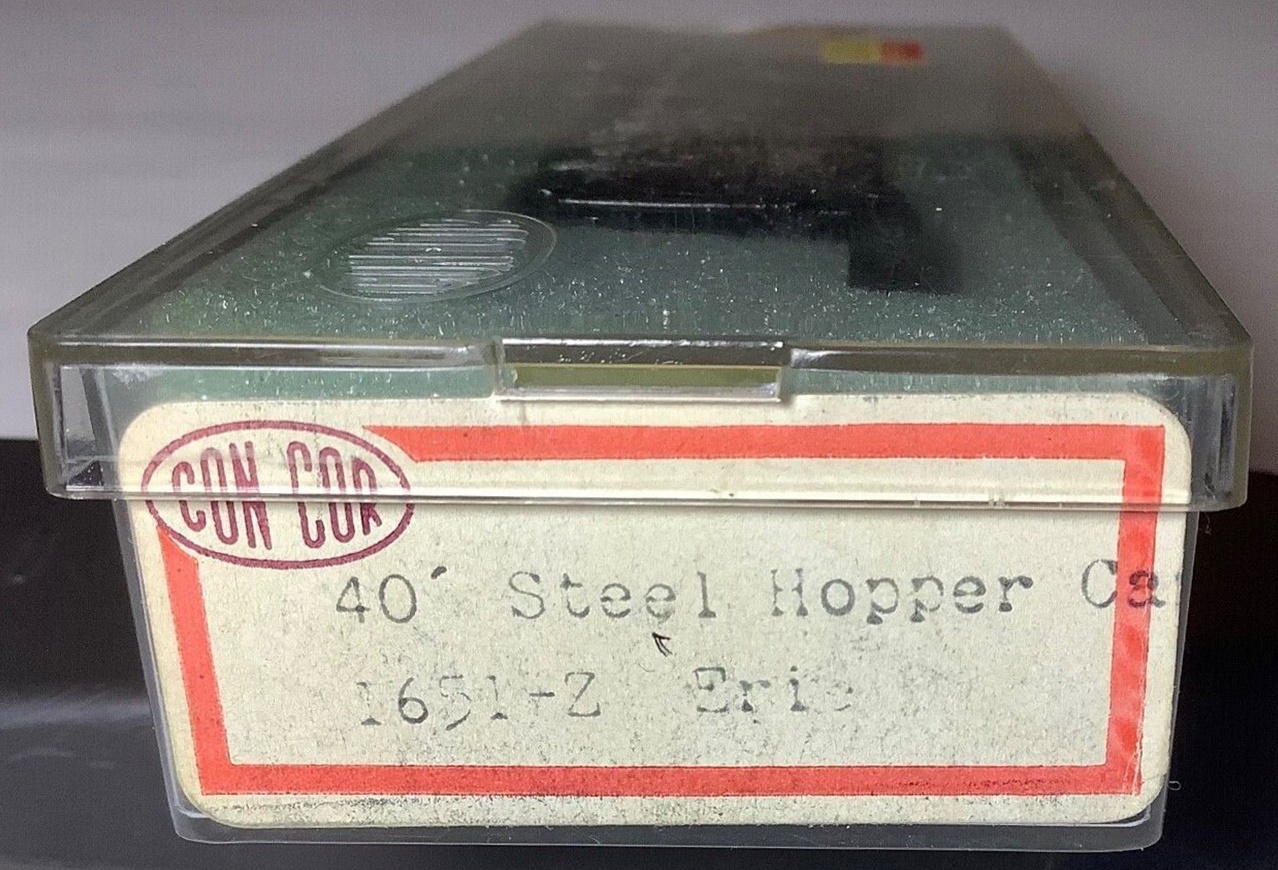 CON COR
40' Steel Hopper Ca
1651-Z Erie